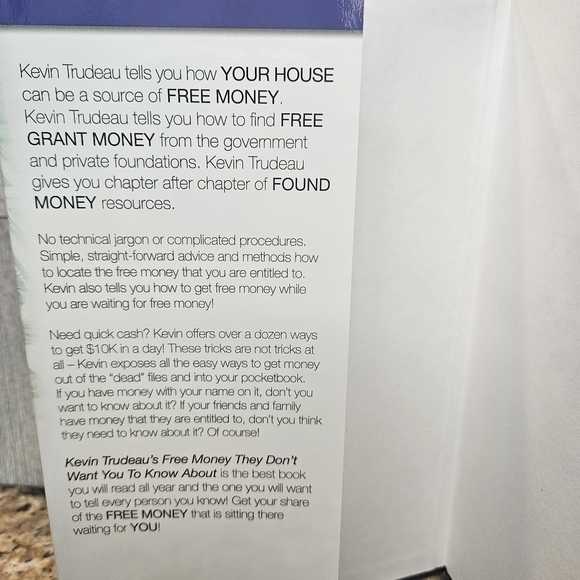 Kevin Trudeau tells you how YOUR HOUSE
can be a source of FREE MONEY.
Kevin Trudeau tells you how to find FREE
GRANT MONEY from the government
and private foundations. Kevin Trudeau
gives you chapter after chapter of FOUND
MONEY resources.
No technical jargon or complicated procedures.
Simple, straight-forward advice and methods how
to locate the free money that you are entitled to.
Kevin also tells you how to get free money while
you are waiting for free money!
Need quick cash? Kevin offers over a dozen ways
to get $10K in a day! These tricks are not tricks at
all – Kevin exposes all the easy ways to get money
out of the "dead" files and into your pocketbook.
If you have money with your name on it, don't you
want to know about it? If your friends and family
have money that they are entitled to, don't you think
they need to know about it? Of course!
Kevin Trudeau's Free Money They Don't
Want You To Know About is the best book
you will read all year and the one you will want
to tell every person you know! Get your share
of the FREE MONEY that is sitting there
waiting for YOU!